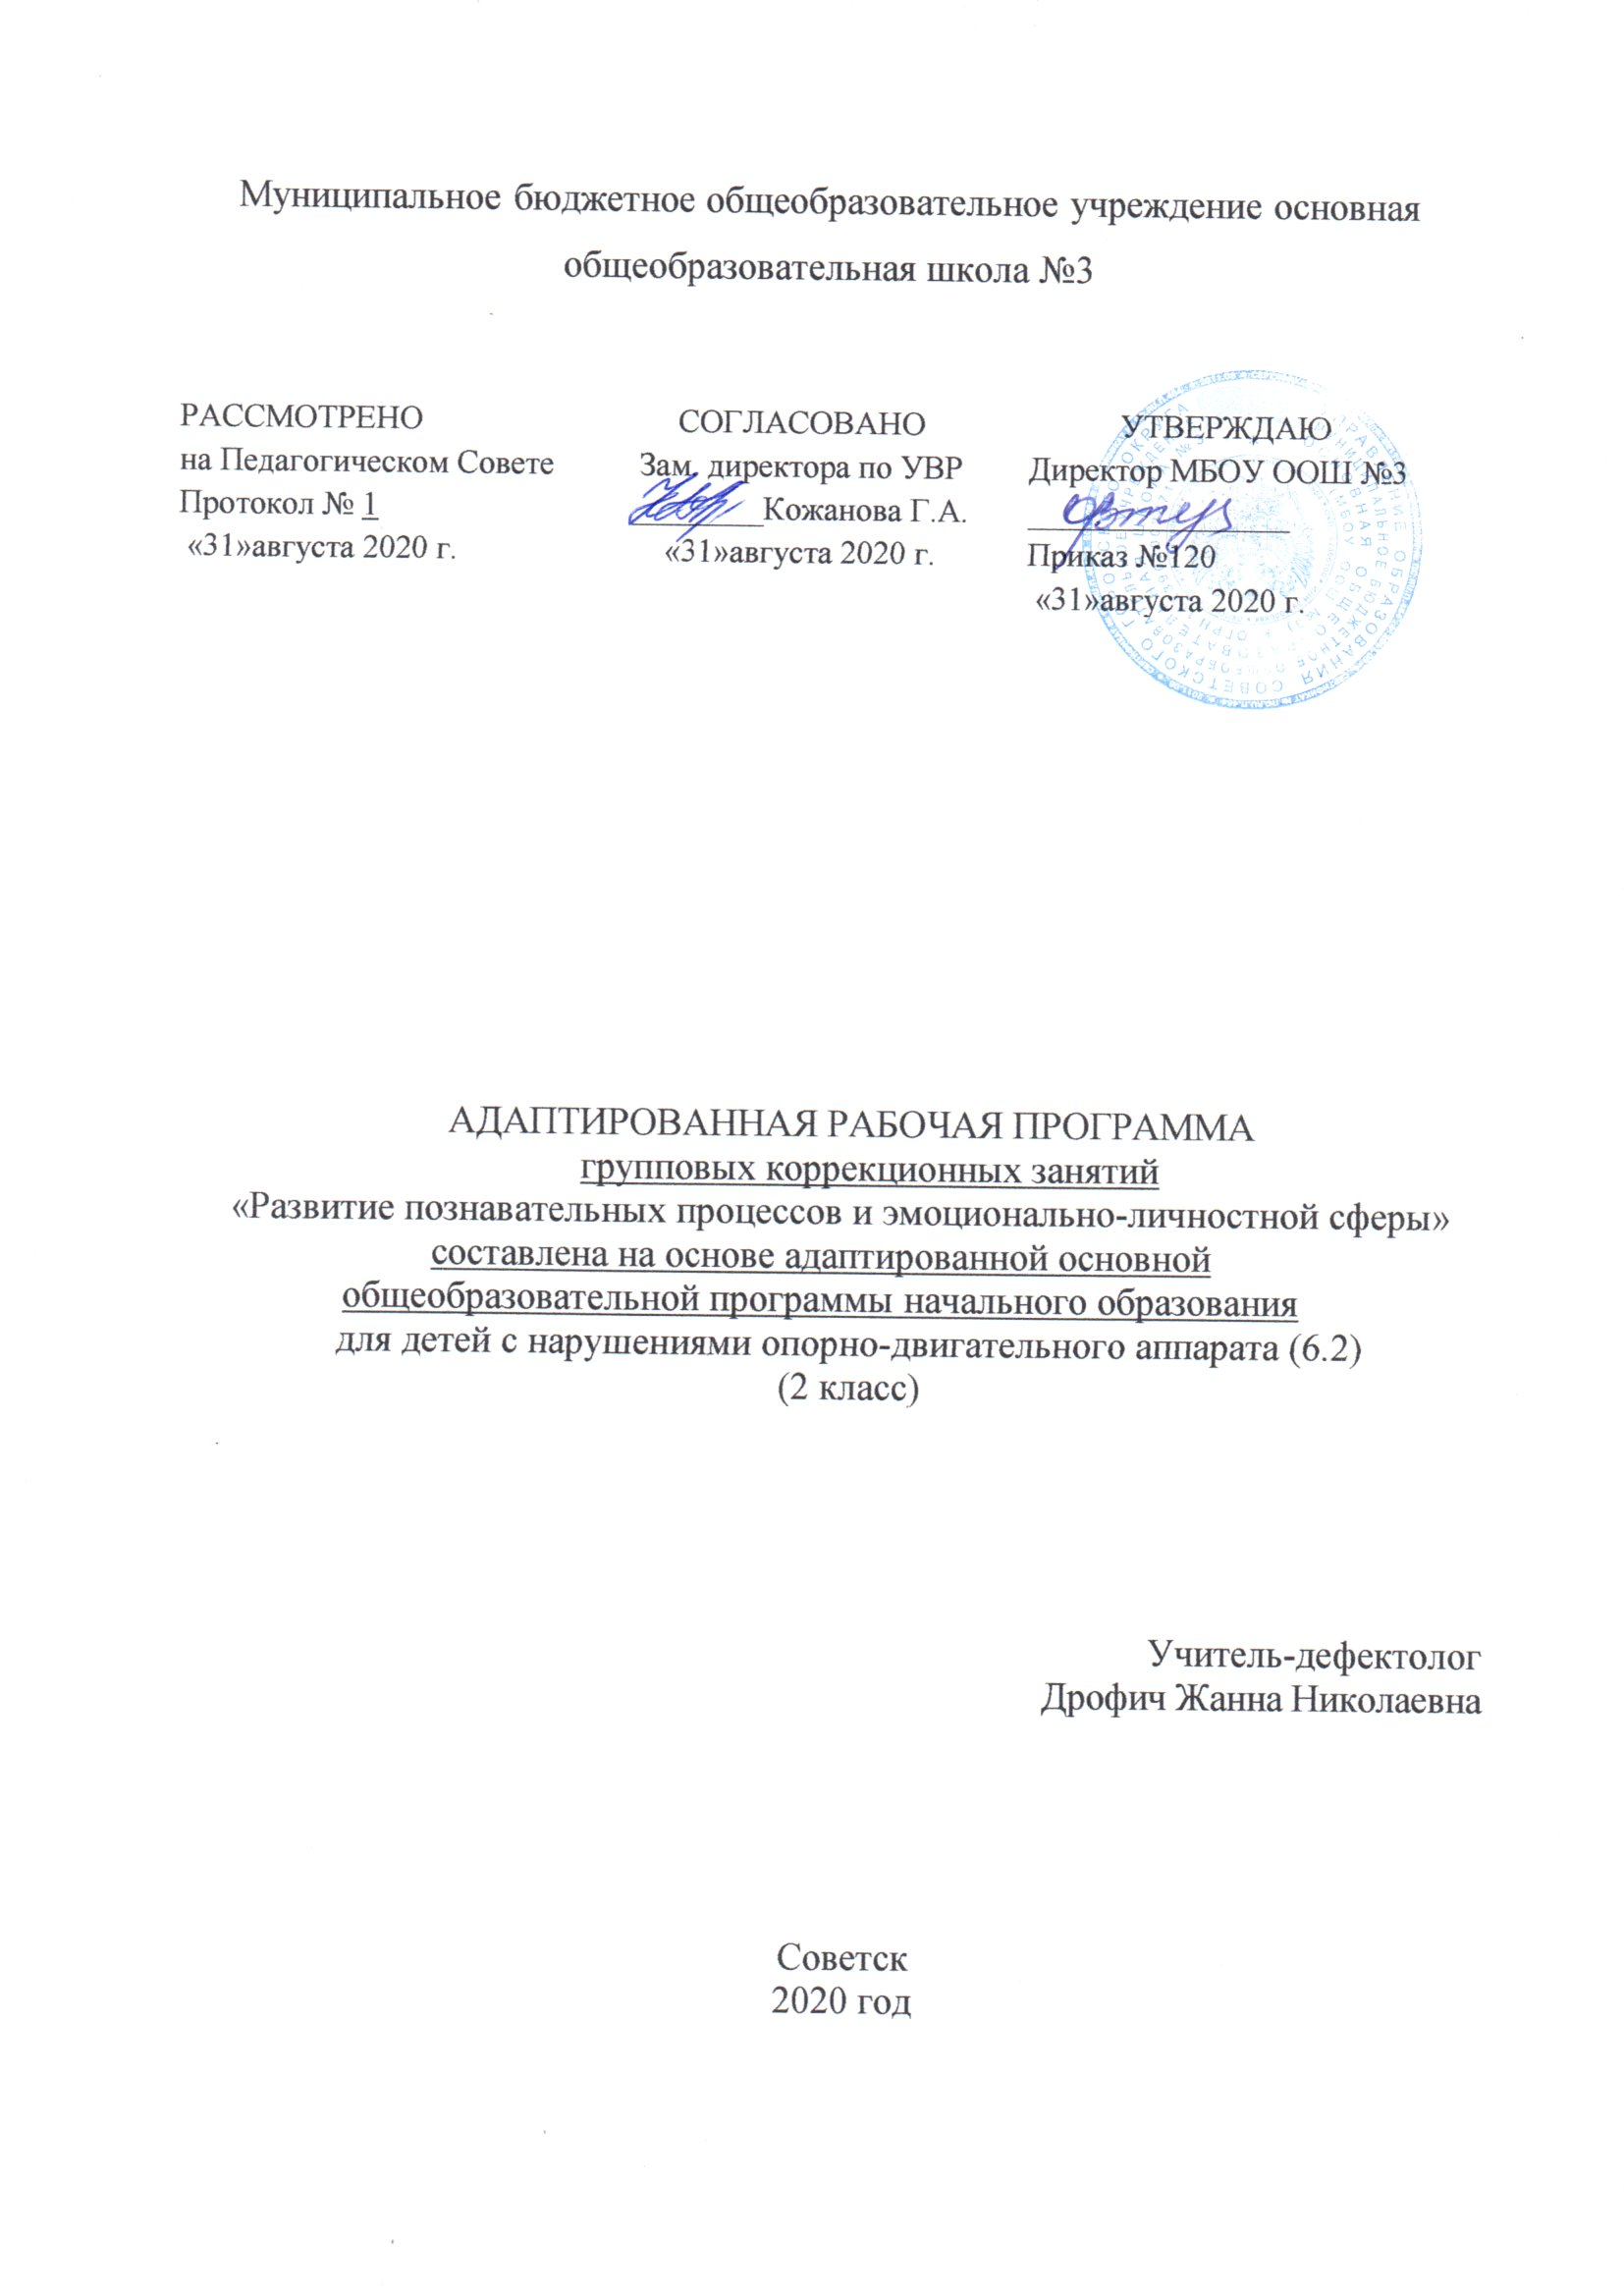 Муниципальное бюджетное общеобразовательное учреждение основная
общеобразовательная школа №3
РАССМОТРЕНО
на Педагогическом Совете
Протокол № 1
«31»августа 2020 г.
СОГЛАСОВАНО
Зам. директора по УВР
________Кожанова Г.А.
«31»августа 2020 г.
УТВЕРЖДАЮ
Директор МБОУ ООШ №3
Приказ №120
«31»августа 2020 г.
АДАПТИРОВАННАЯ РАБОЧАЯ ПРОГРАММА
групповых коррекционных занятий
«Развитие познавательных процессов и эмоционально-личностной сферы»
составлена на основе адаптированной основной
общеобразовательной программы начального образования
для детей с нарушениями опорно-двигательного аппарата (6.2)
(2 класс)
Учитель-дефектолог
Дрофич Жанна Николаевна
Советск
2020 год